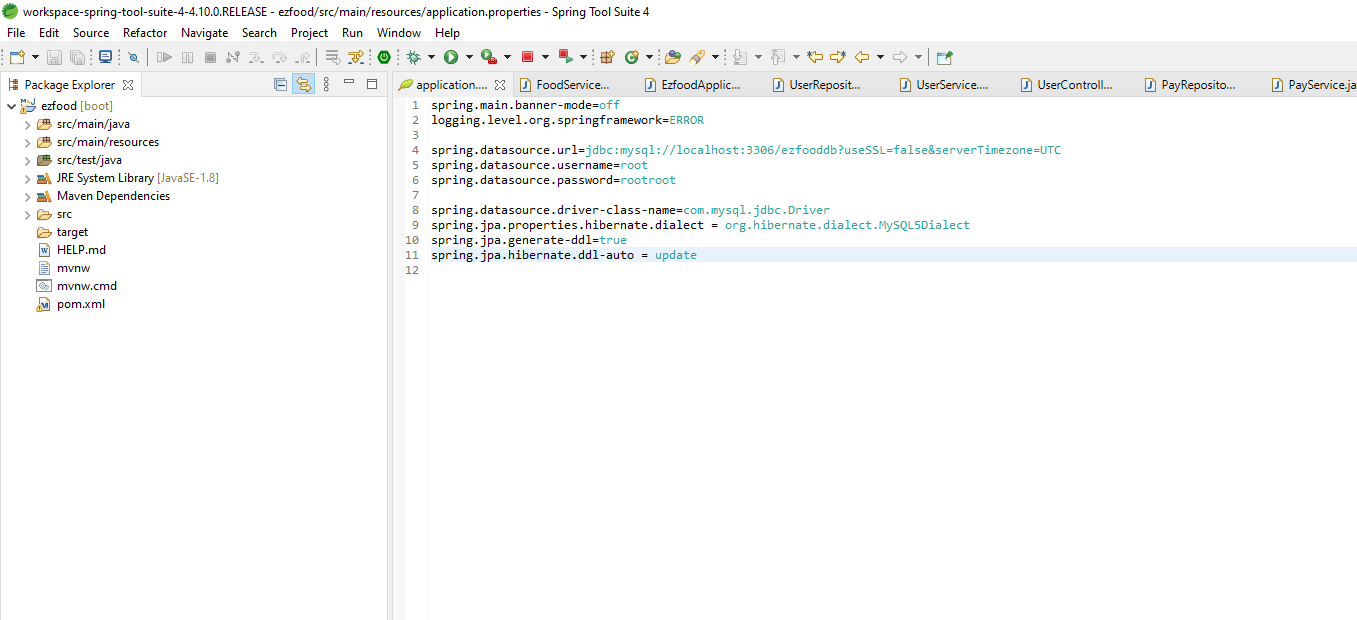 workspace-spring-tool-suite-4-4.10.0.RELEASE - ezfood/src/main/resources/application.properties - Spring Tool Suite 4
File Edit Source Refactor Navigate Search Project Run Window Help
Package Explorer
ezfood [boot]
src/main/java
src/main/resources
src/test/java
JRE System Library [JavaSE-1.8]
Maven Dependencies
src
target
HELP.md
mvnw
mvnw.cmd
pom.xml
application.... FoodService... EzfoodApplic... UserReposit... UserService.... UserControll... PayReposito... PayService.ja
1 spring.main.banner-mode=off
2 logging.level.org.springframework=ERROR
3
4 spring.datasource.url=jdbc:mysql://localhost:3306/ezfooddb?useSSL=false&serverTimezone=UTC
5 spring.datasource.username=root
6 spring.datasource.password=rootroot
7
8 spring.datasource.driver-class-name=com.mysql.jdbc.Driver
9 spring.jpa.properties.hibernate.dialect = org.hibernate.dialect.MySQL5Dialect
10 spring.jpa.generate-ddl=true
11 spring.jpa.hibernate.ddl-auto = update
12